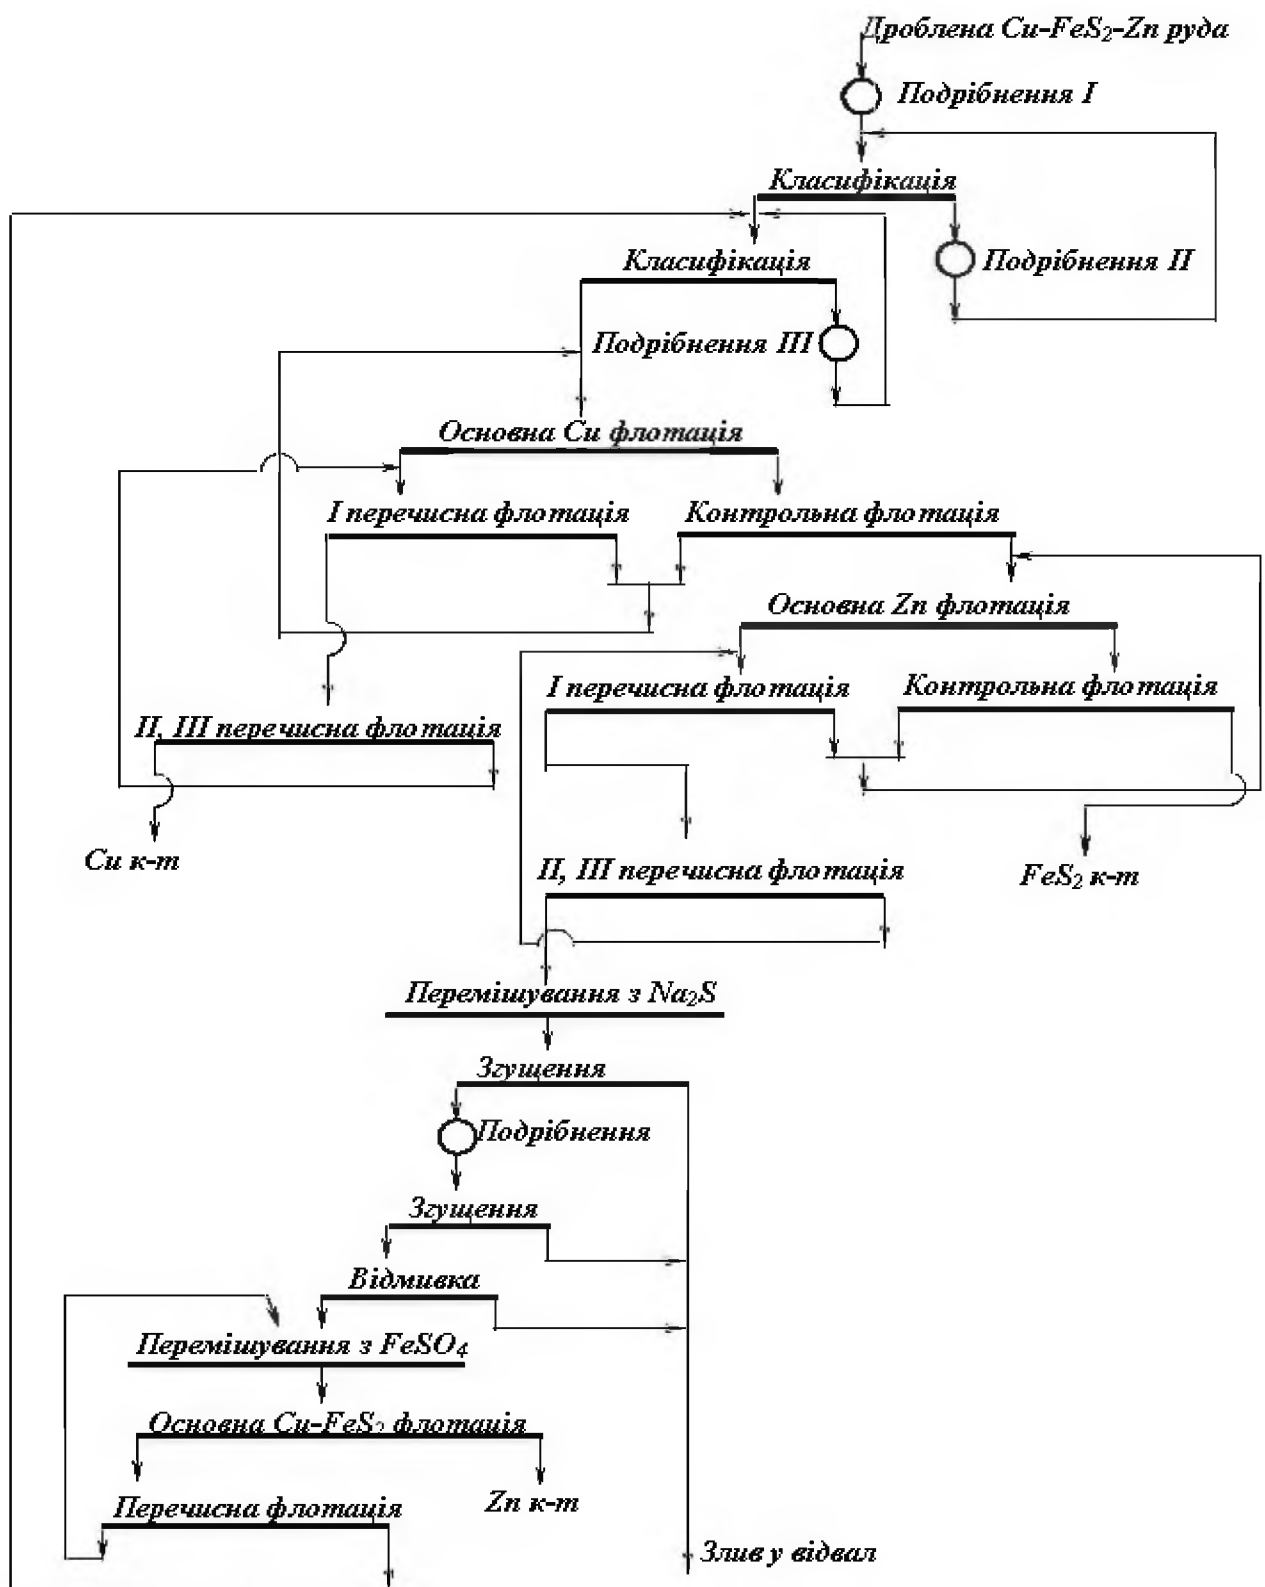 Дроблена Cu-FeS₂-Zn руда
Подрібнення I
Класифікація
Класифікація
Подрібнення II
Подрібнення III
Основна Cu флотація
I перечисна флотація
Контрольна флотація
Основна Zn флотація
I перечисна флотація
Контрольна флотація
II, III перечисна флотація
Cu к-т
II, III перечисна флотація
FeS₂ к-т
Перемішування з Na₂S
Згущення
Подрібнення
Згущення
Відмивка
Перемішування з FeSO₄
Основна Cu-FeS₂ флотація
Zn к-т
Перечисна флотація
Злив у відвал